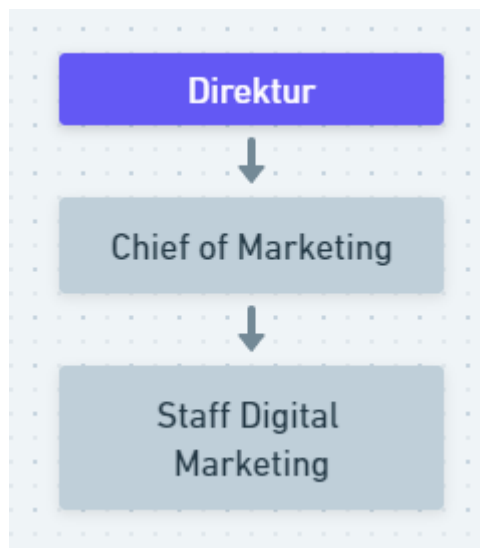 Direktur
Chief of Marketing
Staff Digital
Marketing